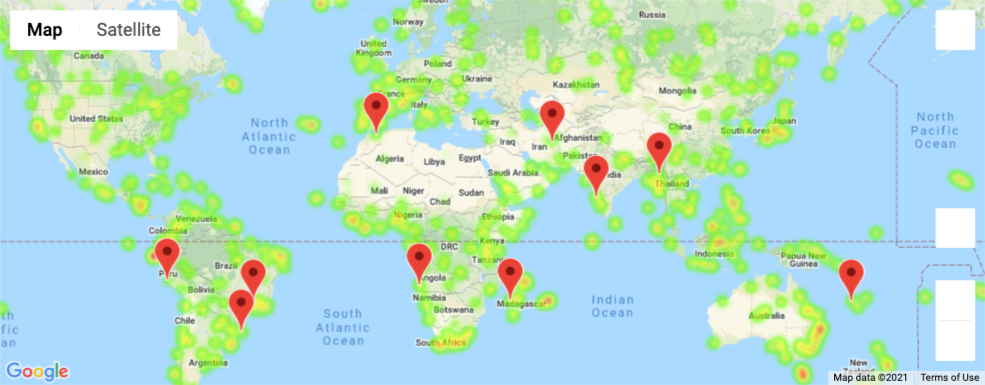 Map Satellite
Norway
Russia
Canada
United
Kingdom
Poland
Germany
Ukraine
Kazakhstan
Mongolia
France
Italy
North
Atlantic
Ocean
United States
Turkey
Afghanistan
China
South Korea
Japan
North
Pacific
Ocean
Iraq
Iran
Pakistan
Algeria
Libya
Egypt
Saudi Arabia
Mexico
Thailand
Mali
Niger
Chad
Sudan
Nigeria
Ethiopia
Venezuela
Colombia
DRC
Kenya
Tanzania
Indonesia
Papua New
Guinea
Brazil
Peru
Bolivia
Angola
Namibia
Botswana
Madagascar
Indian
Ocean
South
Atlantic
Ocean
Chile
Australia
South Africa
Argentina
New
Google
Map data ©2021 Terms of Use